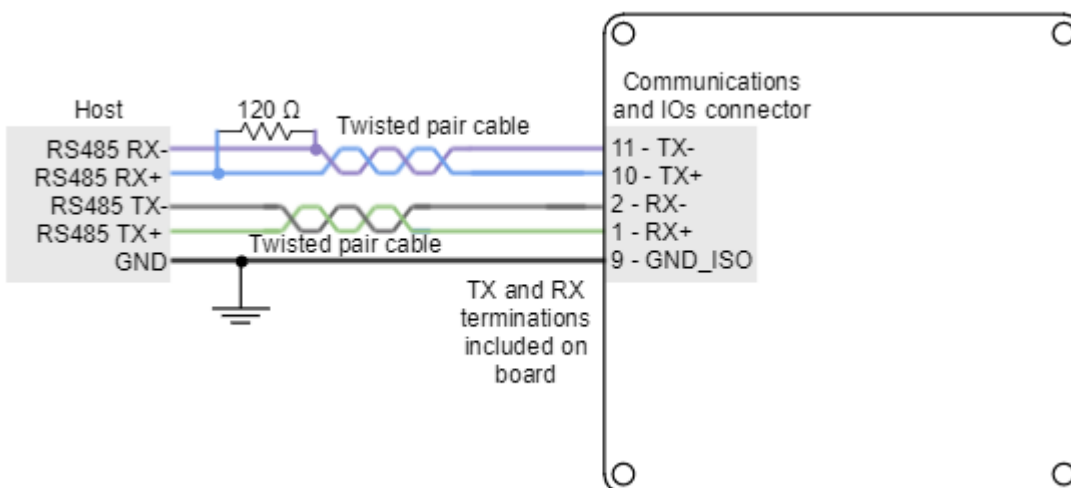 Communications
and IOs connector
Host
120 Ω
Twisted pair cable
RS485 RX-
RS485 RX+
RS485 TX-
RS485 TX+
GND
11 - TX-
10 - TX+
2 - RX-
1 - RX+
9 - GND_ISO
Twisted pair cable
TX and RX
terminations
included on
board